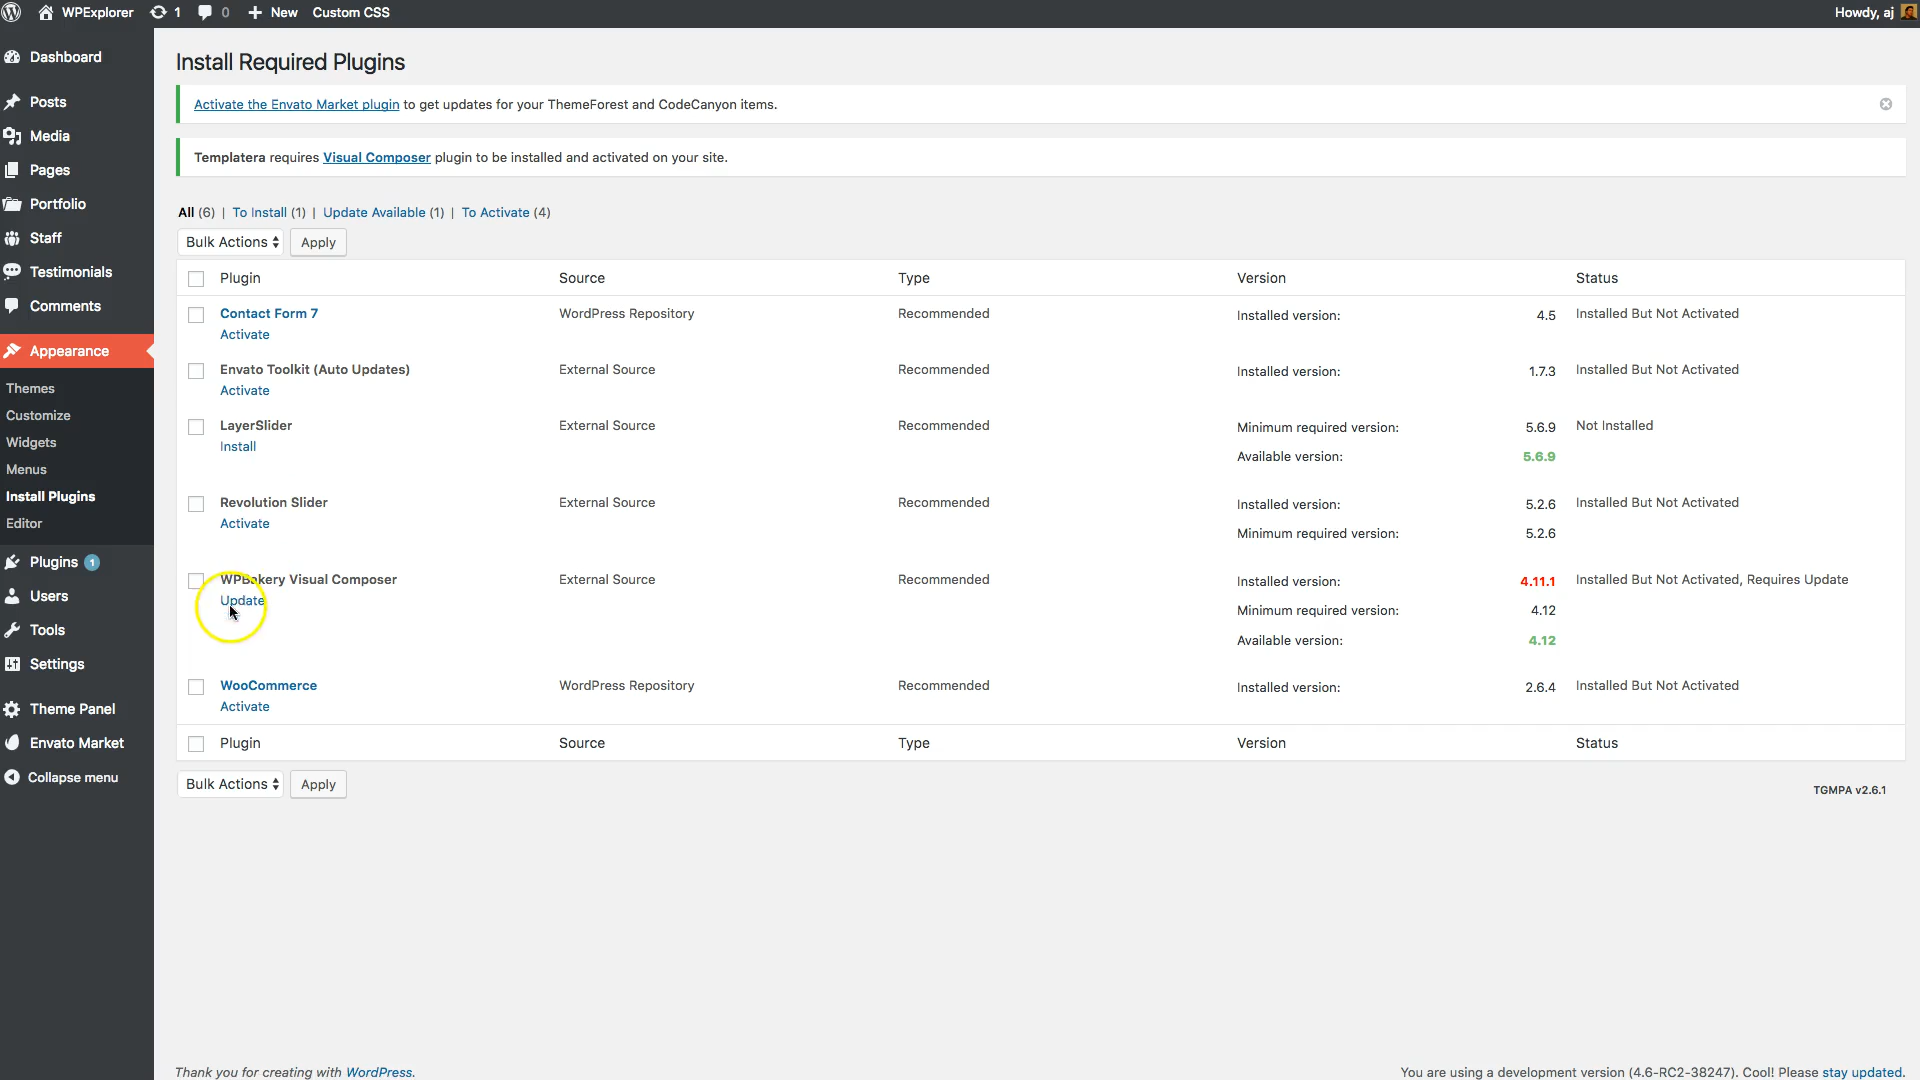 WPExplorer 1 0 New Custom CSS Howdy, aj
Dashboard
Posts
Media
Pages
Portfolio
Staff
Testimonials
Comments
Appearance
Themes
Customize
Widgets
Menus
Install Plugins
Editor
Plugins 1
Users
Tools
Settings
Theme Panel
Envato Market
Collapse menu
Install Required Plugins
Activate the Envato Market plugin to get updates for your ThemeForest and CodeCanyon items.
Templatera requires Visual Composer plugin to be installed and activated on your site.
All (6) | To Install (1) | Update Available (1) | To Activate (4)
Bulk Actions Apply
Plugin Source Type Version Status
Contact Form 7 WordPress Repository Recommended Installed version: 4.5 Installed But Not Activated
Activate
Envato Toolkit (Auto Updates) External Source Recommended Installed version: 1.7.3 Installed But Not Activated
Activate
LayerSlider External Source Recommended Minimum required version: 5.6.9 Not Installed
Install
Available version: 5.6.9
Revolution Slider External Source Recommended Installed version: 5.2.6 Installed But Not Activated
Activate
Minimum required version: 5.2.6
WPBakery Visual Composer External Source Recommended Installed version: 4.11.1 Installed But Not Activated, Requires Update
Update
Minimum required version: 4.12
Available version: 4.12
WooCommerce WordPress Repository Recommended Installed version: 2.6.4 Installed But Not Activated
Activate
Plugin Source Type Version Status
Bulk Actions Apply
TGMPA v2.6.1
Thank you for creating with WordPress.
You are using a development version (4.6-RC2-38247). Cool! Please stay updated.